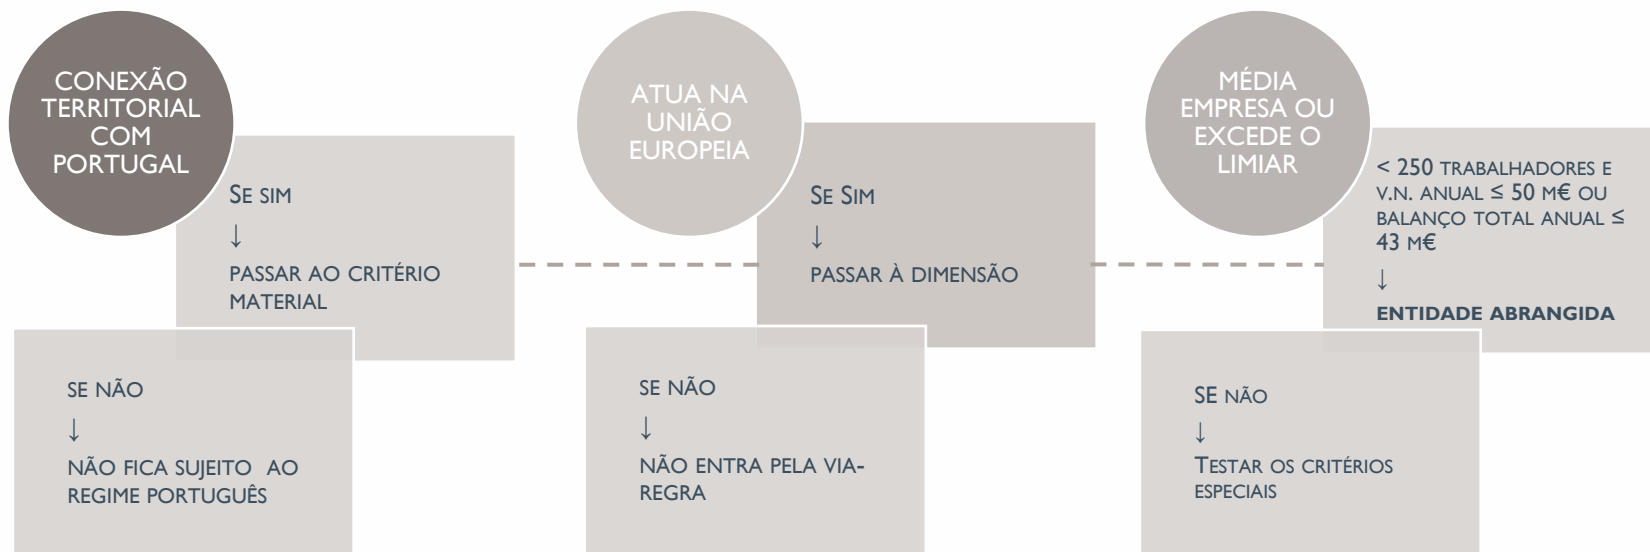 CONEXÃO
TERRITORIAL
COM
PORTUGAL
SE SIM
↓
PASSAR AO CRITÉRIO
MATERIAL
SE NÃO
↓
NÃO FICA SUJEITO AO
REGIME PORTUGUÊS
ATUA NA
UNIÃO
EUROPEIA
SE SIM
↓
PASSAR À DIMENSÃO
SE NÃO
↓
NÃO ENTRA PELA VIA-
REGRA
MÉDIA
EMPRESA OU
EXCEDE O
LIMIAR
< 250 TRABALHADORES E
V.N. ANUAL ≤ 50 M€ OU
BALANÇO TOTAL ANUAL ≤
43 M€
↓
ENTIDADE ABRANGIDA
SE NÃO
↓
TESTAR OS CRITÉRIOS
ESPECIAIS